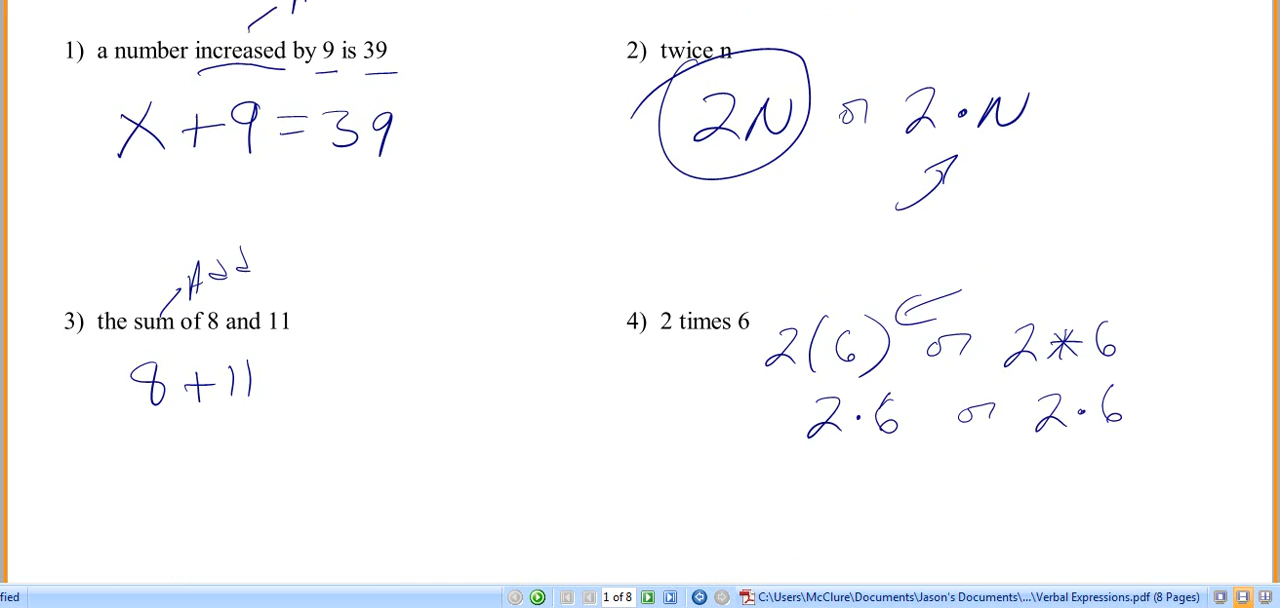 1) a number increased by 9 is 39
x + 9 = 39
2) twice n
2N or 2 · N
Add
3) the sum of 8 and 11
8 + 11
4) 2 times 6
2(6) or 2 * 6
2 · 6 or 2 · 6
fied
1 of 8
C:\Users\McClure\Documents\Jason's Documents\...\Verbal Expressions.pdf (8 Pages)